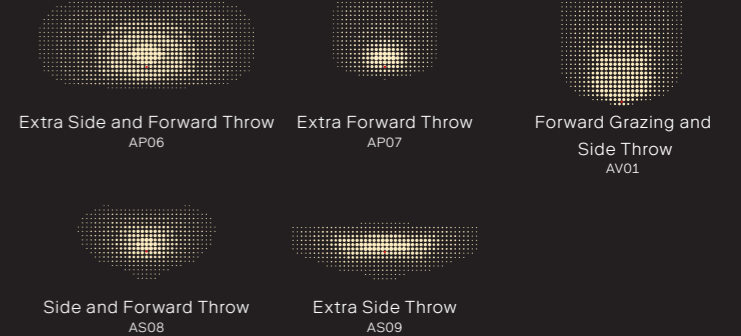 Extra Side and Forward Throw
AP06
Extra Forward Throw
AP07
Forward Grazing and
Side Throw
AV01
Side and Forward Throw
AS08
Extra Side Throw
AS09